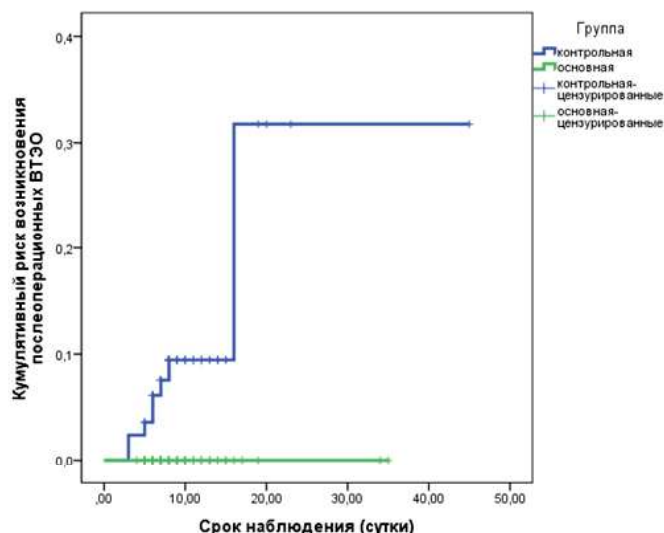 Кумулятивный риск возникновения
послеоперационных ВТЭО
0,4
0,3
0,2
0,1
0,0
,00
10,00
20,00
30,00
40,00
50,00
Срок наблюдения (сутки)
Группа
контрольная
основная
контрольная-
цензурированные
основная-
цензурированные